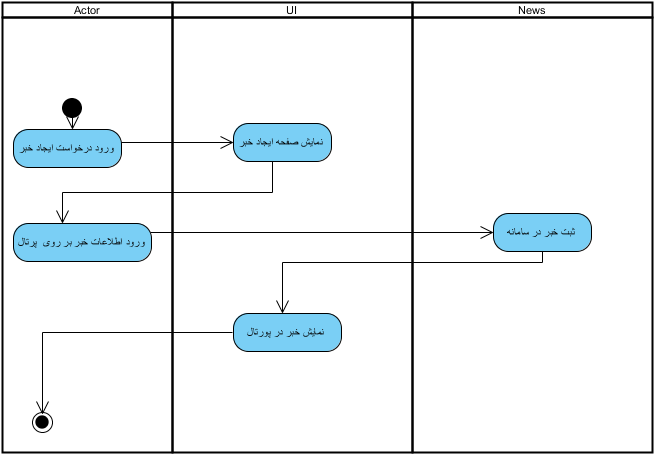 Actor
UI
News
ورود درخواست ایجاد خبر
نمایش صفحه ایجاد خبر
ورود اطلاعات خبر بر روی پرتال
ثبت خبر در سامانه
نمایش خبر در پورتال